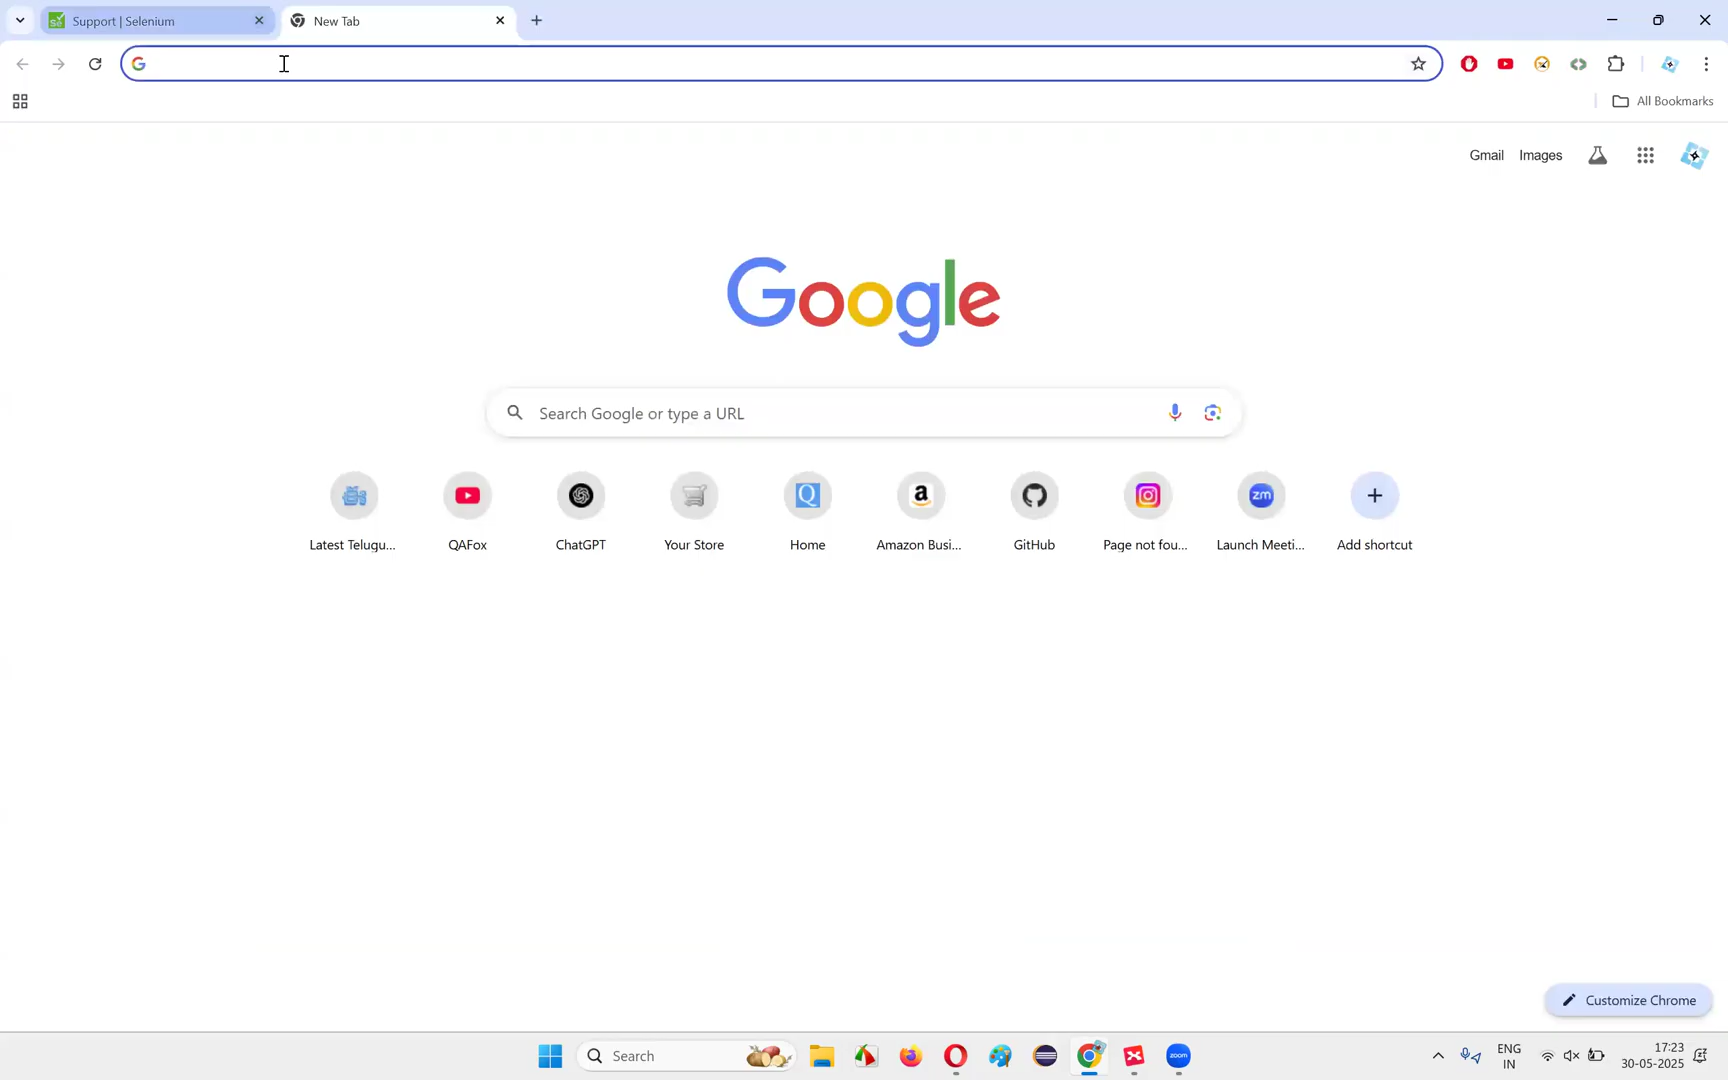 Support | Selenium
New Tab
All Bookmarks
Gmail
Images
Google
Search Google or type a URL
Latest Telugu...
QAFox
ChatGPT
Your Store
Home
Amazon Busi...
GitHub
Page not fou...
Launch Meeti...
Add shortcut
Customize Chrome
Search
ENG
IN
17:23
30-05-2025